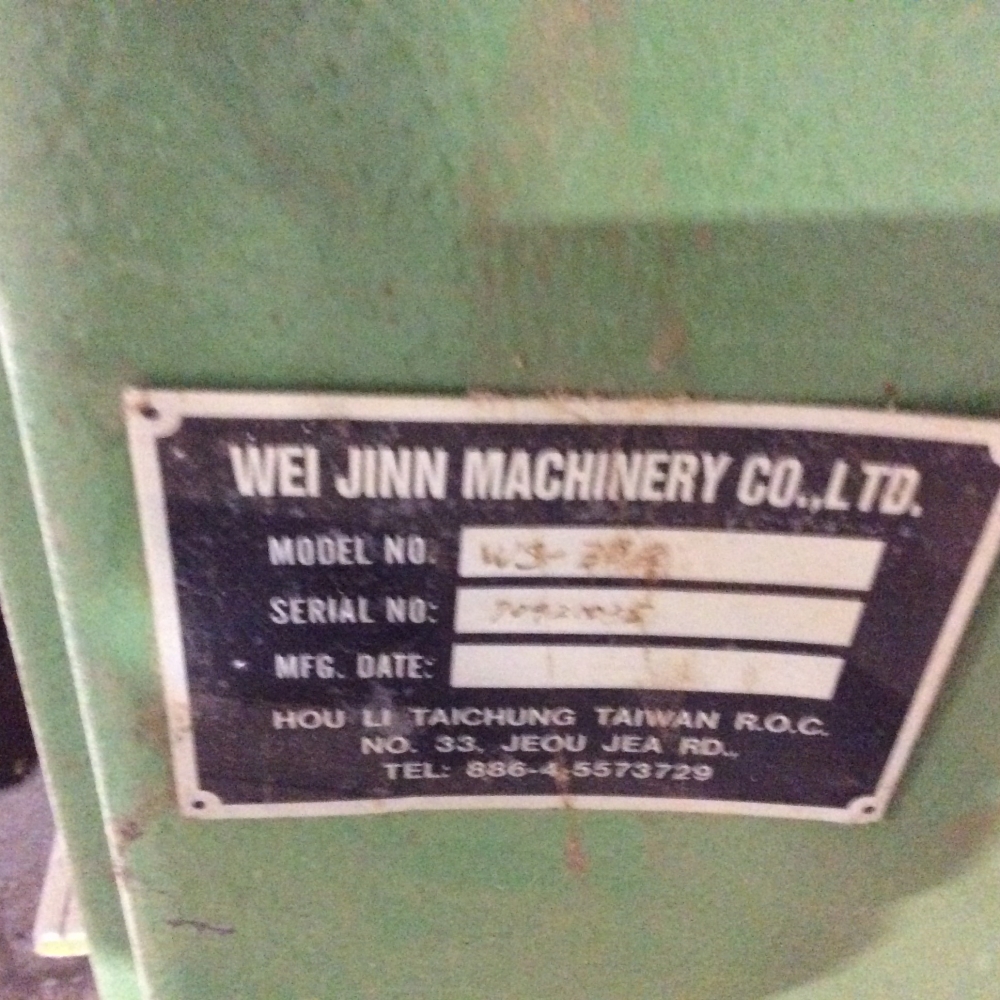 WEI JINN MACHINERY CO.,LTD.
MODEL NO.
SERIAL NO:
MFG. DATE:
HOU LI TAICHUNG TAIWAN R.O.C.
NO. 33, JEOU JEA RD.,
TEL: 886-4-5573729